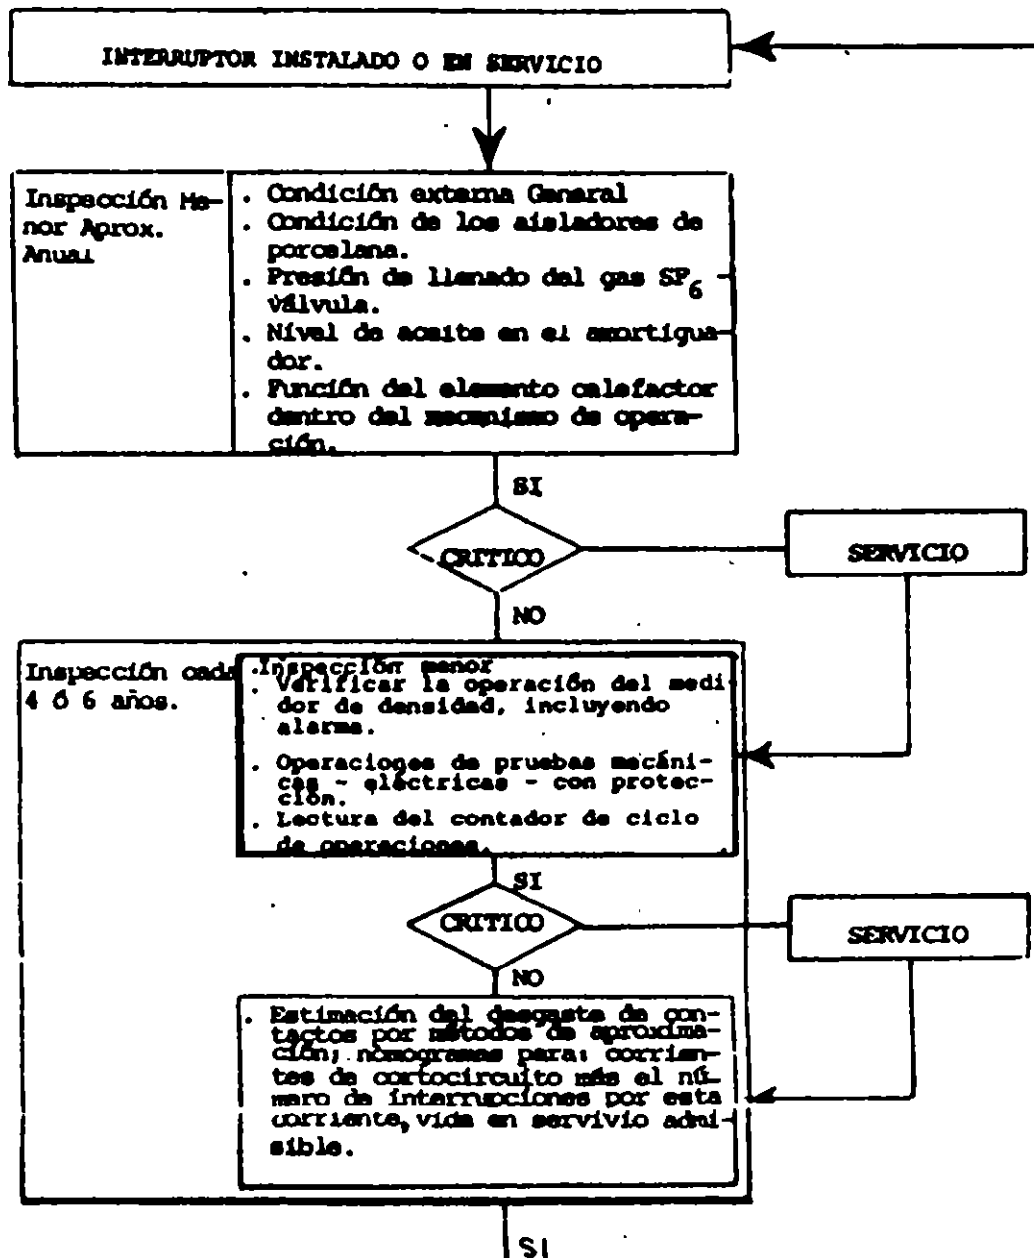 INTERRUPTOR INSTALADO O EN SERVICIO
Inspección Me-
nor Aprox.
Anual
. Condición externa General
. Condición de los aisladores de
porcelana.
. Presión de llenado del gas SF6 -
válvula.
. Nível de aceite en el amortigua-
dor.
. Función del elemento calefactor
dentro del mecanismo de opera-
ción.
SI
CRITICO
SERVICIO
NO
Inspección cada
4 ó 6 años.
.Inspección menor
. Verificar la operación del medi-
dor de densidad, incluyendo
alarma.
. Operaciones de pruebas mecáni-
cas - eléctricas - con protec-
ción.
. Lectura del contador de ciclo
de operaciones.
SI
CRITICO
SERVICIO
NO
. Estimación del desgaste de con-
tactos por métodos de aproxima-
ción; nomogramas para: corrien-
tes de cortocircuito más el nú-
mero de interrupciones por esta
corriente, vida en servivio admi-
sible.
SI